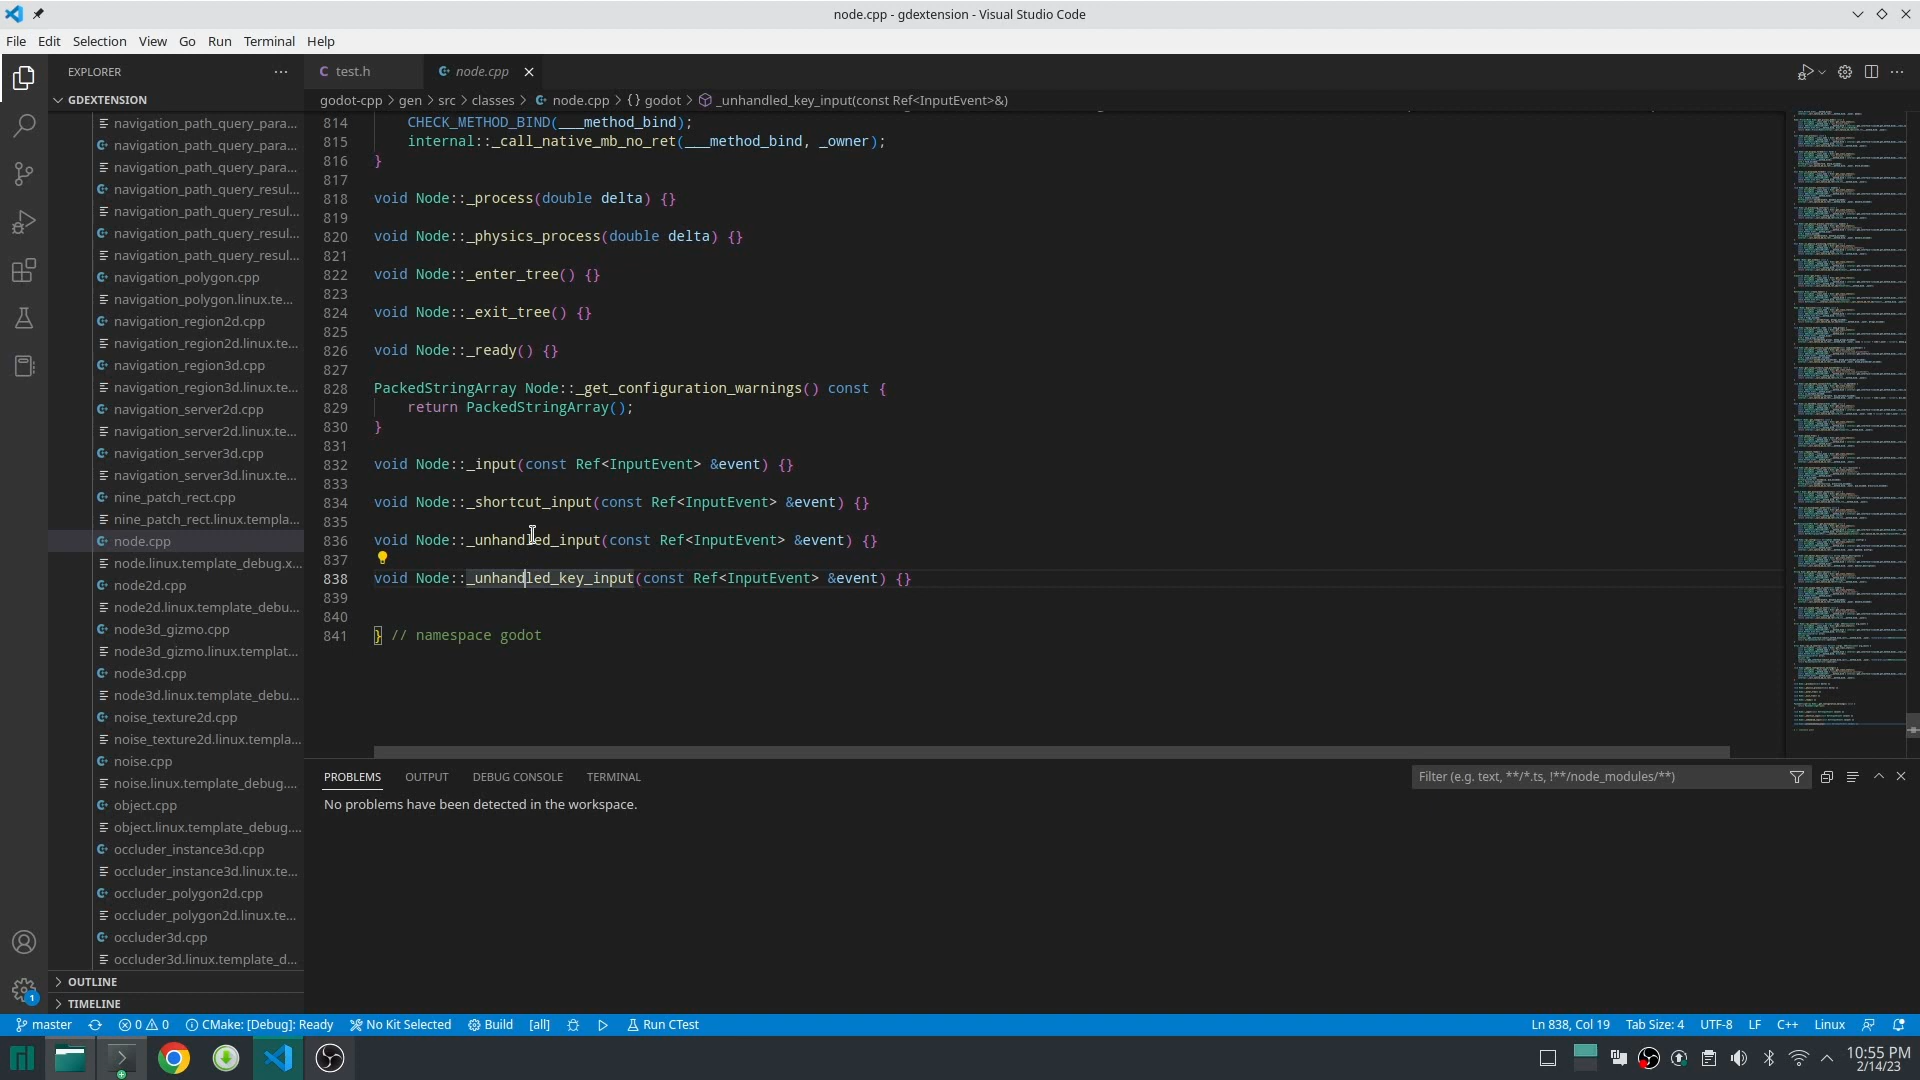 node.cpp - gdextension - Visual Studio Code
File Edit Selection View Go Run Terminal Help
EXPLORER
GDEXTENSION
navigation_path_query_para...
navigation_path_query_para...
navigation_path_query_para...
navigation_path_query_resul...
navigation_path_query_resul...
navigation_path_query_resul...
navigation_path_query_resul...
navigation_polygon.cpp
navigation_polygon.linux.te...
navigation_region2d.cpp
navigation_region2d.linux.te...
navigation_region3d.cpp
navigation_region3d.linux.te...
navigation_server2d.cpp
navigation_server2d.linux.te...
navigation_server3d.cpp
navigation_server3d.linux.te...
nine_patch_rect.cpp
nine_patch_rect.linux.templa...
node.cpp
node.linux.template_debug.x...
node2d.cpp
node2d.linux.template_debu...
node3d_gizmo.cpp
node3d_gizmo.linux.templat...
node3d.cpp
node3d.linux.template_debu...
noise_texture2d.cpp
noise_texture2d.linux.templa...
noise.cpp
noise.linux.template_debug....
object.cpp
object.linux.template_debug....
occluder_instance3d.cpp
occluder_instance3d.linux.te...
occluder_polygon2d.cpp
occluder_polygon2d.linux.te...
occluder3d.cpp
occluder3d.linux.template_d...
OUTLINE
TIMELINE
test.h node.cpp
godot-cpp > gen > src > classes > node.cpp > {} godot > _unhandled_key_input(const Ref<InputEvent>&)
814 CHECK_METHOD_BIND(___method_bind);
815 internal::_call_native_mb_no_ret(___method_bind, _owner);
816 }
817
818 void Node::_process(double delta) {}
819
820 void Node::_physics_process(double delta) {}
821
822 void Node::_enter_tree() {}
823
824 void Node::_exit_tree() {}
825
826 void Node::_ready() {}
827
828 PackedStringArray Node::_get_configuration_warnings() const {
829 return PackedStringArray();
830 }
831
832 void Node::_input(const Ref<InputEvent> &event) {}
833
834 void Node::_shortcut_input(const Ref<InputEvent> &event) {}
835
836 void Node::_unhandled_input(const Ref<InputEvent> &event) {}
837
838 void Node::_unhandled_key_input(const Ref<InputEvent> &event) {}
839
840
841 } // namespace godot
PROBLEMS OUTPUT DEBUG CONSOLE TERMINAL
Filter (e.g. text, **/*.ts, !**/node_modules/**)
No problems have been detected in the workspace.
1
master 0 0 CMake: [Debug]: Ready No Kit Selected Build [all] Run CTest
Ln 838, Col 19 Tab Size: 4 UTF-8 LF C++ Linux
10:55 PM
2/14/23